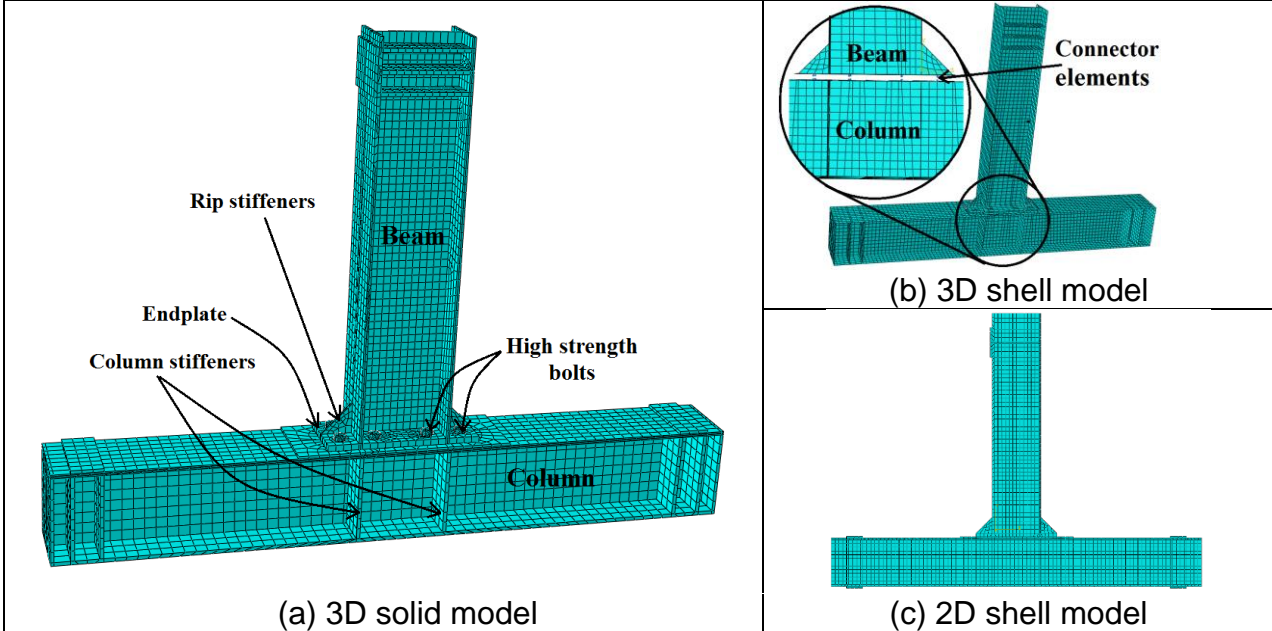 Rip stiffeners
Beam
Endplate
Column stiffeners
High strength
bolts
Column
(a) 3D solid model
Beam
Connector
elements
Column
(b) 3D shell model
(c) 2D shell model